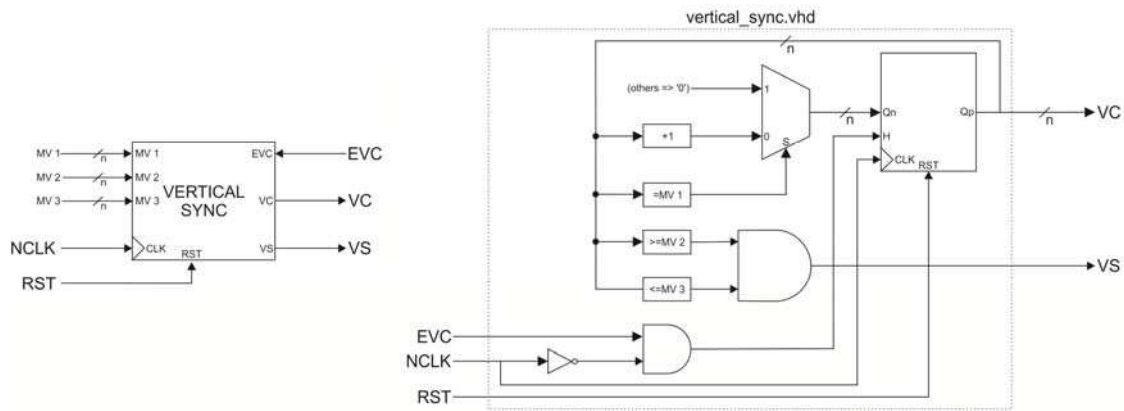 vertical_sync.vhd
n
(others => '0')
1
Qn
Qp
n
n
VC
+1
0
S
H
CLK
RST
=MV 1
>=MV 2
VS
<=MV 3
EVC
NCLK
RST
MV 1
n
MV 1
EVC
EVC
MV 2
n
MV 2
VERTICAL
SYNC
MV 3
n
MV 3
VC
VC
NCLK
CLK
RST
VS
VS
RST